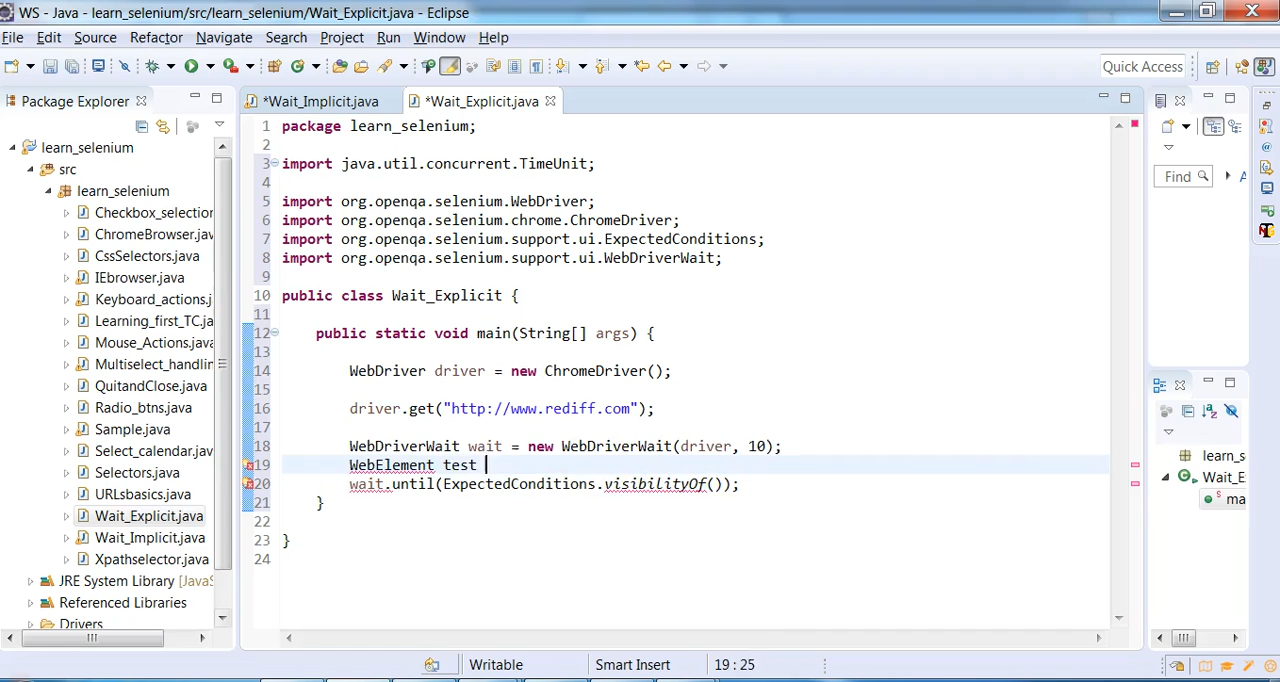 WS - Java - learn_selenium/src/learn_selenium/Wait_Explicit.java - Eclipse
File Edit Source Refactor Navigate Search Project Run Window Help
Quick Access
Package Explorer
*Wait_Implicit.java
*Wait_Explicit.java
learn_selenium
src
learn_selenium
Checkbox_selection
ChromeBrowser.jav
CssSelectors.java
IEbrowser.java
Keyboard_actions.j
Learning_first_TC.ja
Mouse_Actions.java
Multiselect_handlin
QuitandClose.java
Radio_btns.java
Sample.java
Select_calendar.java
Selectors.java
URLsbasics.java
Wait_Explicit.java
Wait_Implicit.java
Xpathselector.java
JRE System Library [JavaS
Referenced Libraries
Drivers
1 package learn_selenium;
2
3 import java.util.concurrent.TimeUnit;
4
5 import org.openqa.selenium.WebDriver;
6 import org.openqa.selenium.chrome.ChromeDriver;
7 import org.openqa.selenium.support.ui.ExpectedConditions;
8 import org.openqa.selenium.support.ui.WebDriverWait;
9
10 public class Wait_Explicit {
11
12 public static void main(String[] args) {
13
14 WebDriver driver = new ChromeDriver();
15
16 driver.get("http://www.rediff.com");
17
18 WebDriverWait wait = new WebDriverWait(driver, 10);
19 WebElement test
20 wait.until(ExpectedConditions.visibilityOf());
21 }
22
23 }
24
Find
A
learn_s
Wait_E
ma
Writable
Smart Insert
19 : 25